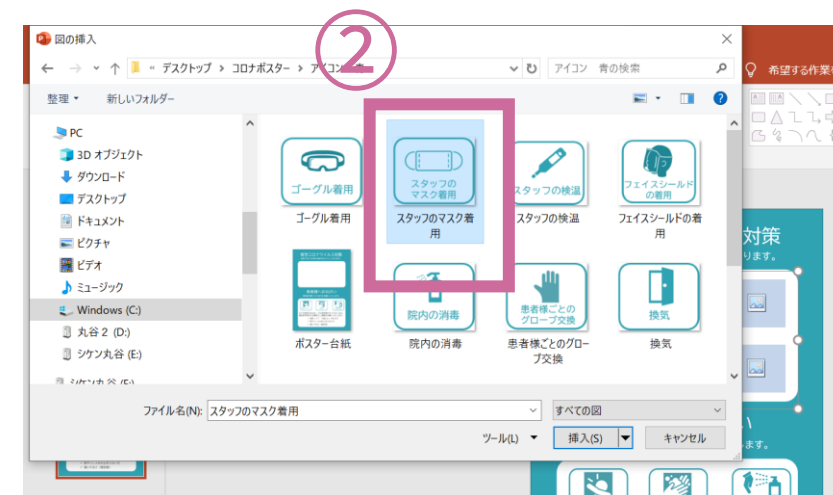 ②
図の挿入
デスクトップ > コロナポスター >
アイコン 青の検索
希望する作業
整理
新しいフォルダー
PC
3D オブジェクト
ダウンロード
デスクトップ
ドキュメント
ピクチャ
ビデオ
ミュージック
Windows (C:)
丸谷2 (D:)
シケン丸谷 (E:)
シケン丸谷 (E:)
ゴーグル着用
スタッフの
マスク着用
スタッフの検温
フェイスシールド
の着用
ゴーグル着用
スタッフのマスク着
用
スタッフの検温
フェイスシールドの着
用
院内の消毒
患者様ごとの
グローブ交換
換気
ポスター台紙
院内の消毒
患者様ごとのグロー
ブ交換
換気
対策
ります。
い
ます。
ファイル名(N):
スタッフのマスク着用
すべての図
ツール(L)
挿入(S)
キャンセル